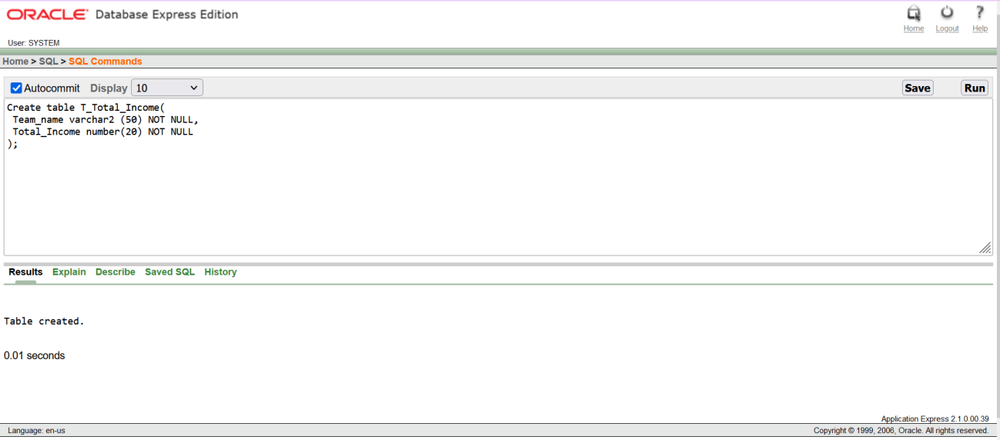 ORACLE® Database Express Edition
Home Logout Help
User: SYSTEM
Home > SQL > SQL Commands
Autocommit Display 10 Save Run
Create table T_Total_Income(
Team_name varchar2 (50) NOT NULL,
Total_Income number(20) NOT NULL
);
Results Explain Describe Saved SQL History
Table created.
0.01 seconds
Application Express 2.1.0.00.39
Language: en-us Copyright © 1999, 2006, Oracle. All rights reserved.